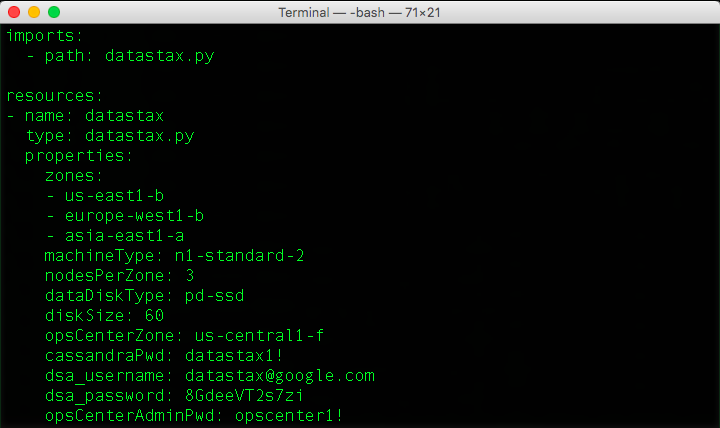 Terminal — -bash — 71×21
imports:
  - path: datastax.py

resources:
- name: datastax
  type: datastax.py
  properties:
    zones:
    - us-east1-b
    - europe-west1-b
    - asia-east1-a
    machineType: n1-standard-2
    nodesPerZone: 3
    dataDiskType: pd-ssd
    diskSize: 60
    opsCenterZone: us-central1-f
    cassandraPwd: datastax1!
    dsa_username: datastax@google.com
    dsa_password: 8GdeeVT2s7zi
    opsCenterAdminPwd: opscenter1!